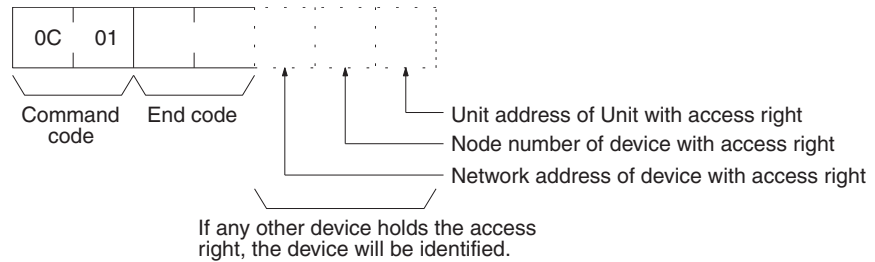 0C 01
Command
code
End code
Unit address of Unit with access right
Node number of device with access right
Network address of device with access right
If any other device holds the access
right, the device will be identified.